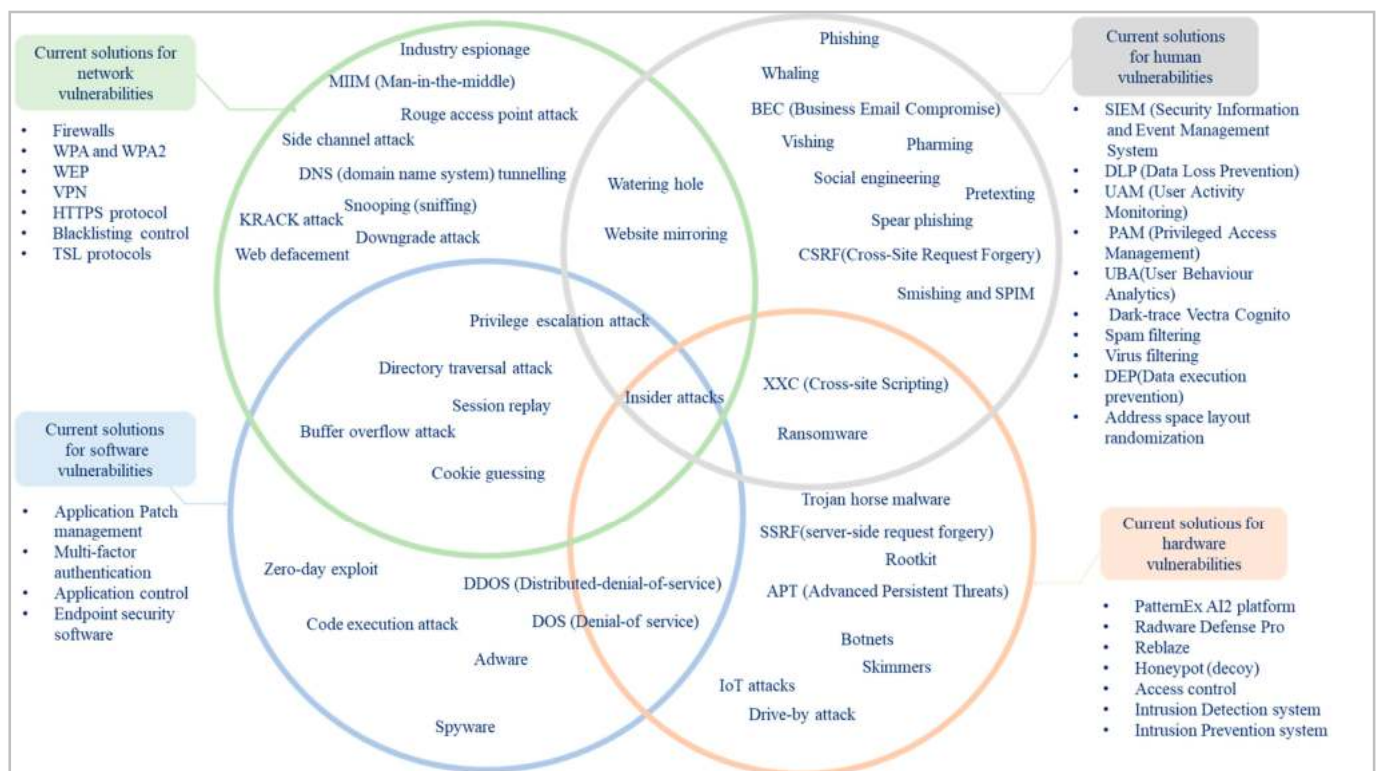 Current solutions for
network
vulnerabilities
• Firewalls
• WPA and WPA2
• WEP
• VPN
• HTTPS protocol
• Blacklisting control
• TSL protocols
Current solutions
for software
vulnerabilities
• Application Patch
management
• Multi-factor
authentication
• Application control
• Endpoint security
software
Industry espionage
MIIM (Man-in-the-middle)
Rouge access point attack
Side channel attack
DNS (domain name system) tunnelling
Snooping (sniffing)
KRACK attack
Downgrade attack
Web defacement
Watering hole
Website mirroring
Phishing
Whaling
BEC (Business Email Compromise)
Vishing
Pharming
Social engineering
Pretexting
Spear phishing
CSRF(Cross-Site Request Forgery)
Smishing and SPIM
Privilege escalation attack
Directory traversal attack
Session replay
Buffer overflow attack
Cookie guessing
Insider attacks
XXC (Cross-site Scripting)
Ransomware
Zero-day exploit
DDOS (Distributed-denial-of-service)
Code execution attack
DOS (Denial-of service)
Adware
Spyware
Trojan horse malware
SSRF(server-side request forgery)
Rootkit
APT (Advanced Persistent Threats)
Botnets
Skimmers
IoT attacks
Drive-by attack
Current solutions
for human
vulnerabilities
• SIEM (Security Information
and Event Management
System
• DLP (Data Loss Prevention)
• UAM (User Activity
Monitoring)
• PAM (Privileged Access
Management)
• UBA(User Behaviour
Analytics)
• Dark-trace Vectra Cognito
• Spam filtering
• Virus filtering
• DEP(Data execution
prevention)
• Address space layout
randomization
Current solutions for
hardware
vulnerabilities
• PatternEx AI2 platform
• Radware Defense Pro
• Reblaze
• Honeypot (decoy)
• Access control
• Intrusion Detection system
• Intrusion Prevention system